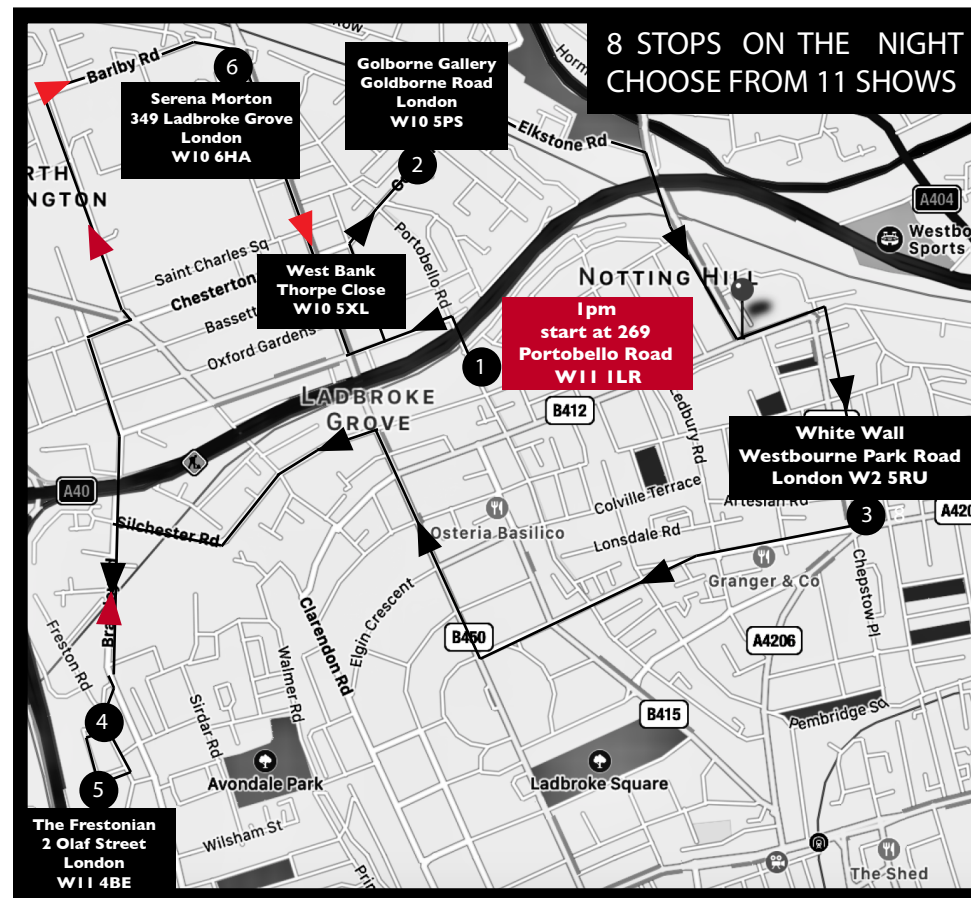 8 STOPS ON THE NIGHT
CHOOSE FROM 11 SHOWS
Barlby Rd
6
Serena Morton
349 Ladbroke Grove
London
W10 6HA
Golborne Gallery
Goldborne Road
London
W10 5PS
2
Elkstone Rd
A404
Westbo
Sports
RTH
NGTON
Saint Charles Sq
Chesterton
Bassett
Oxford Gardens
West Bank
Thorpe Close
W10 5XL
Portobello Rd
NOTTING HILL
1pm
start at 269
Portobello Road
W11 1LR
1
LADBROKE
GROVE
B412
Ledbury Rd
White Wall
Westbourne Park Road
London W2 5RU
3
A40
Silchester Rd
Osteria Basilico
Colville Terrace
Artesian Rd
Lonsdale Rd
A420
Granger & Co
Chepstow Pl
Freston Rd
Clarendon Rd
Elgin Crescent
B450
A4206
Walmer Rd
Sirdar Rd
4
B415
Pembridge Sq
5
Avondale Park
Ladbroke Square
The Frestonian
2 Olaf Street
London
W11 4BE
Wilsham St
Prin
The Shed